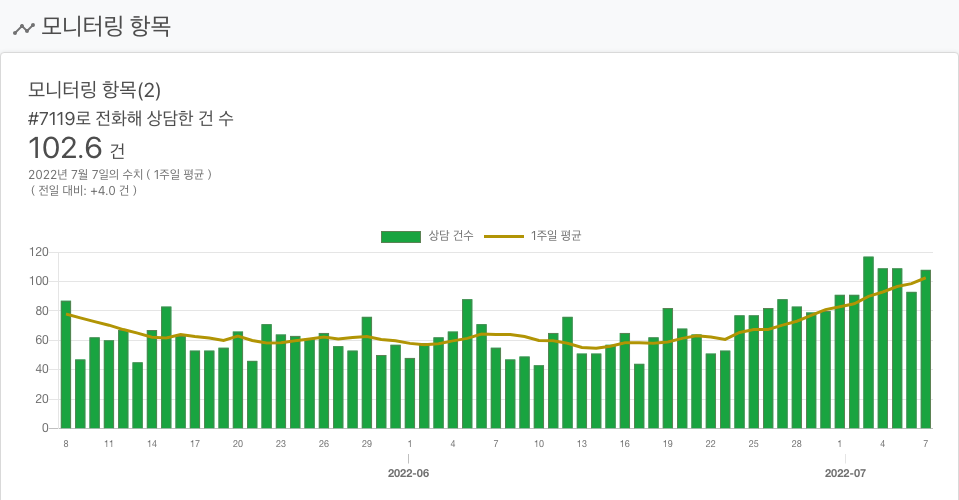 모니터링 항목
모니터링 항목(2)
#7119로 전화해 상담한 건 수
102.6 건
2022년 7월 7일의 수치 ( 1주일 평균 )
( 전일 대비: +4.0 건 )
상담 건수 1주일 평균
120
100
80
60
40
20
0
8 11 14 17 20 23 26 29 1 4 7 10 13 16 19 22 25 28 1 4 7
2022-06 2022-07